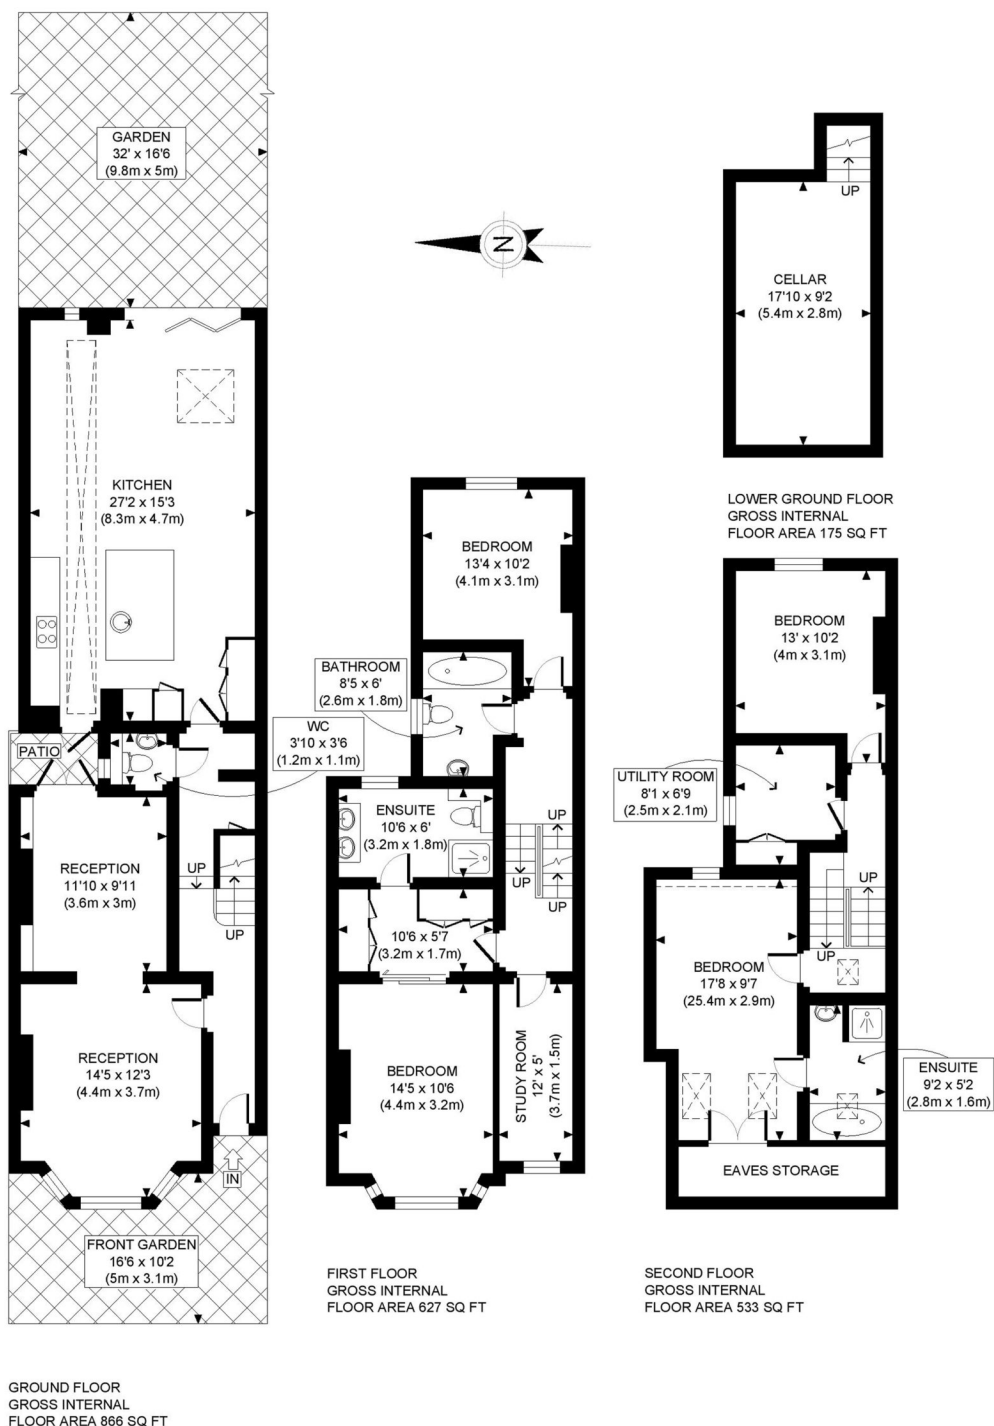 GARDEN
32' x 16'6
(9.8m x 5m)
N
UP
CELLAR
17'10 x 9'2
(5.4m x 2.8m)
LOWER GROUND FLOOR
GROSS INTERNAL
FLOOR AREA 175 SQ FT
KITCHEN
27'2 x 15'3
(8.3m x 4.7m)
PATIO
WC
3'10 x 3'6
(1.2m x 1.1m)
RECEPTION
11'10 x 9'11
(3.6m x 3m)
UP
UP
RECEPTION
14'5 x 12'3
(4.4m x 3.7m)
IN
FRONT GARDEN
16'6 x 10'2
(5m x 3.1m)
GROUND FLOOR
GROSS INTERNAL
FLOOR AREA 866 SQ FT
BEDROOM
13'4 x 10'2
(4.1m x 3.1m)
BATHROOM
8'5 x 6'
(2.6m x 1.8m)
ENSUITE
10'6 x 6'
(3.2m x 1.8m)
UP
UP
UP
10'6 x 5'7
(3.2m x 1.7m)
BEDROOM
14'5 x 10'6
(4.4m x 3.2m)
STUDY ROOM
12' x 5'
(3.7m x 1.5m)
FIRST FLOOR
GROSS INTERNAL
FLOOR AREA 627 SQ FT
BEDROOM
13' x 10'2
(4m x 3.1m)
UTILITY ROOM
8'1 x 6'9
(2.5m x 2.1m)
UP
UP
BEDROOM
17'8 x 9'7
(25.4m x 2.9m)
ENSUITE
9'2 x 5'2
(2.8m x 1.6m)
EAVES STORAGE
SECOND FLOOR
GROSS INTERNAL
FLOOR AREA 533 SQ FT